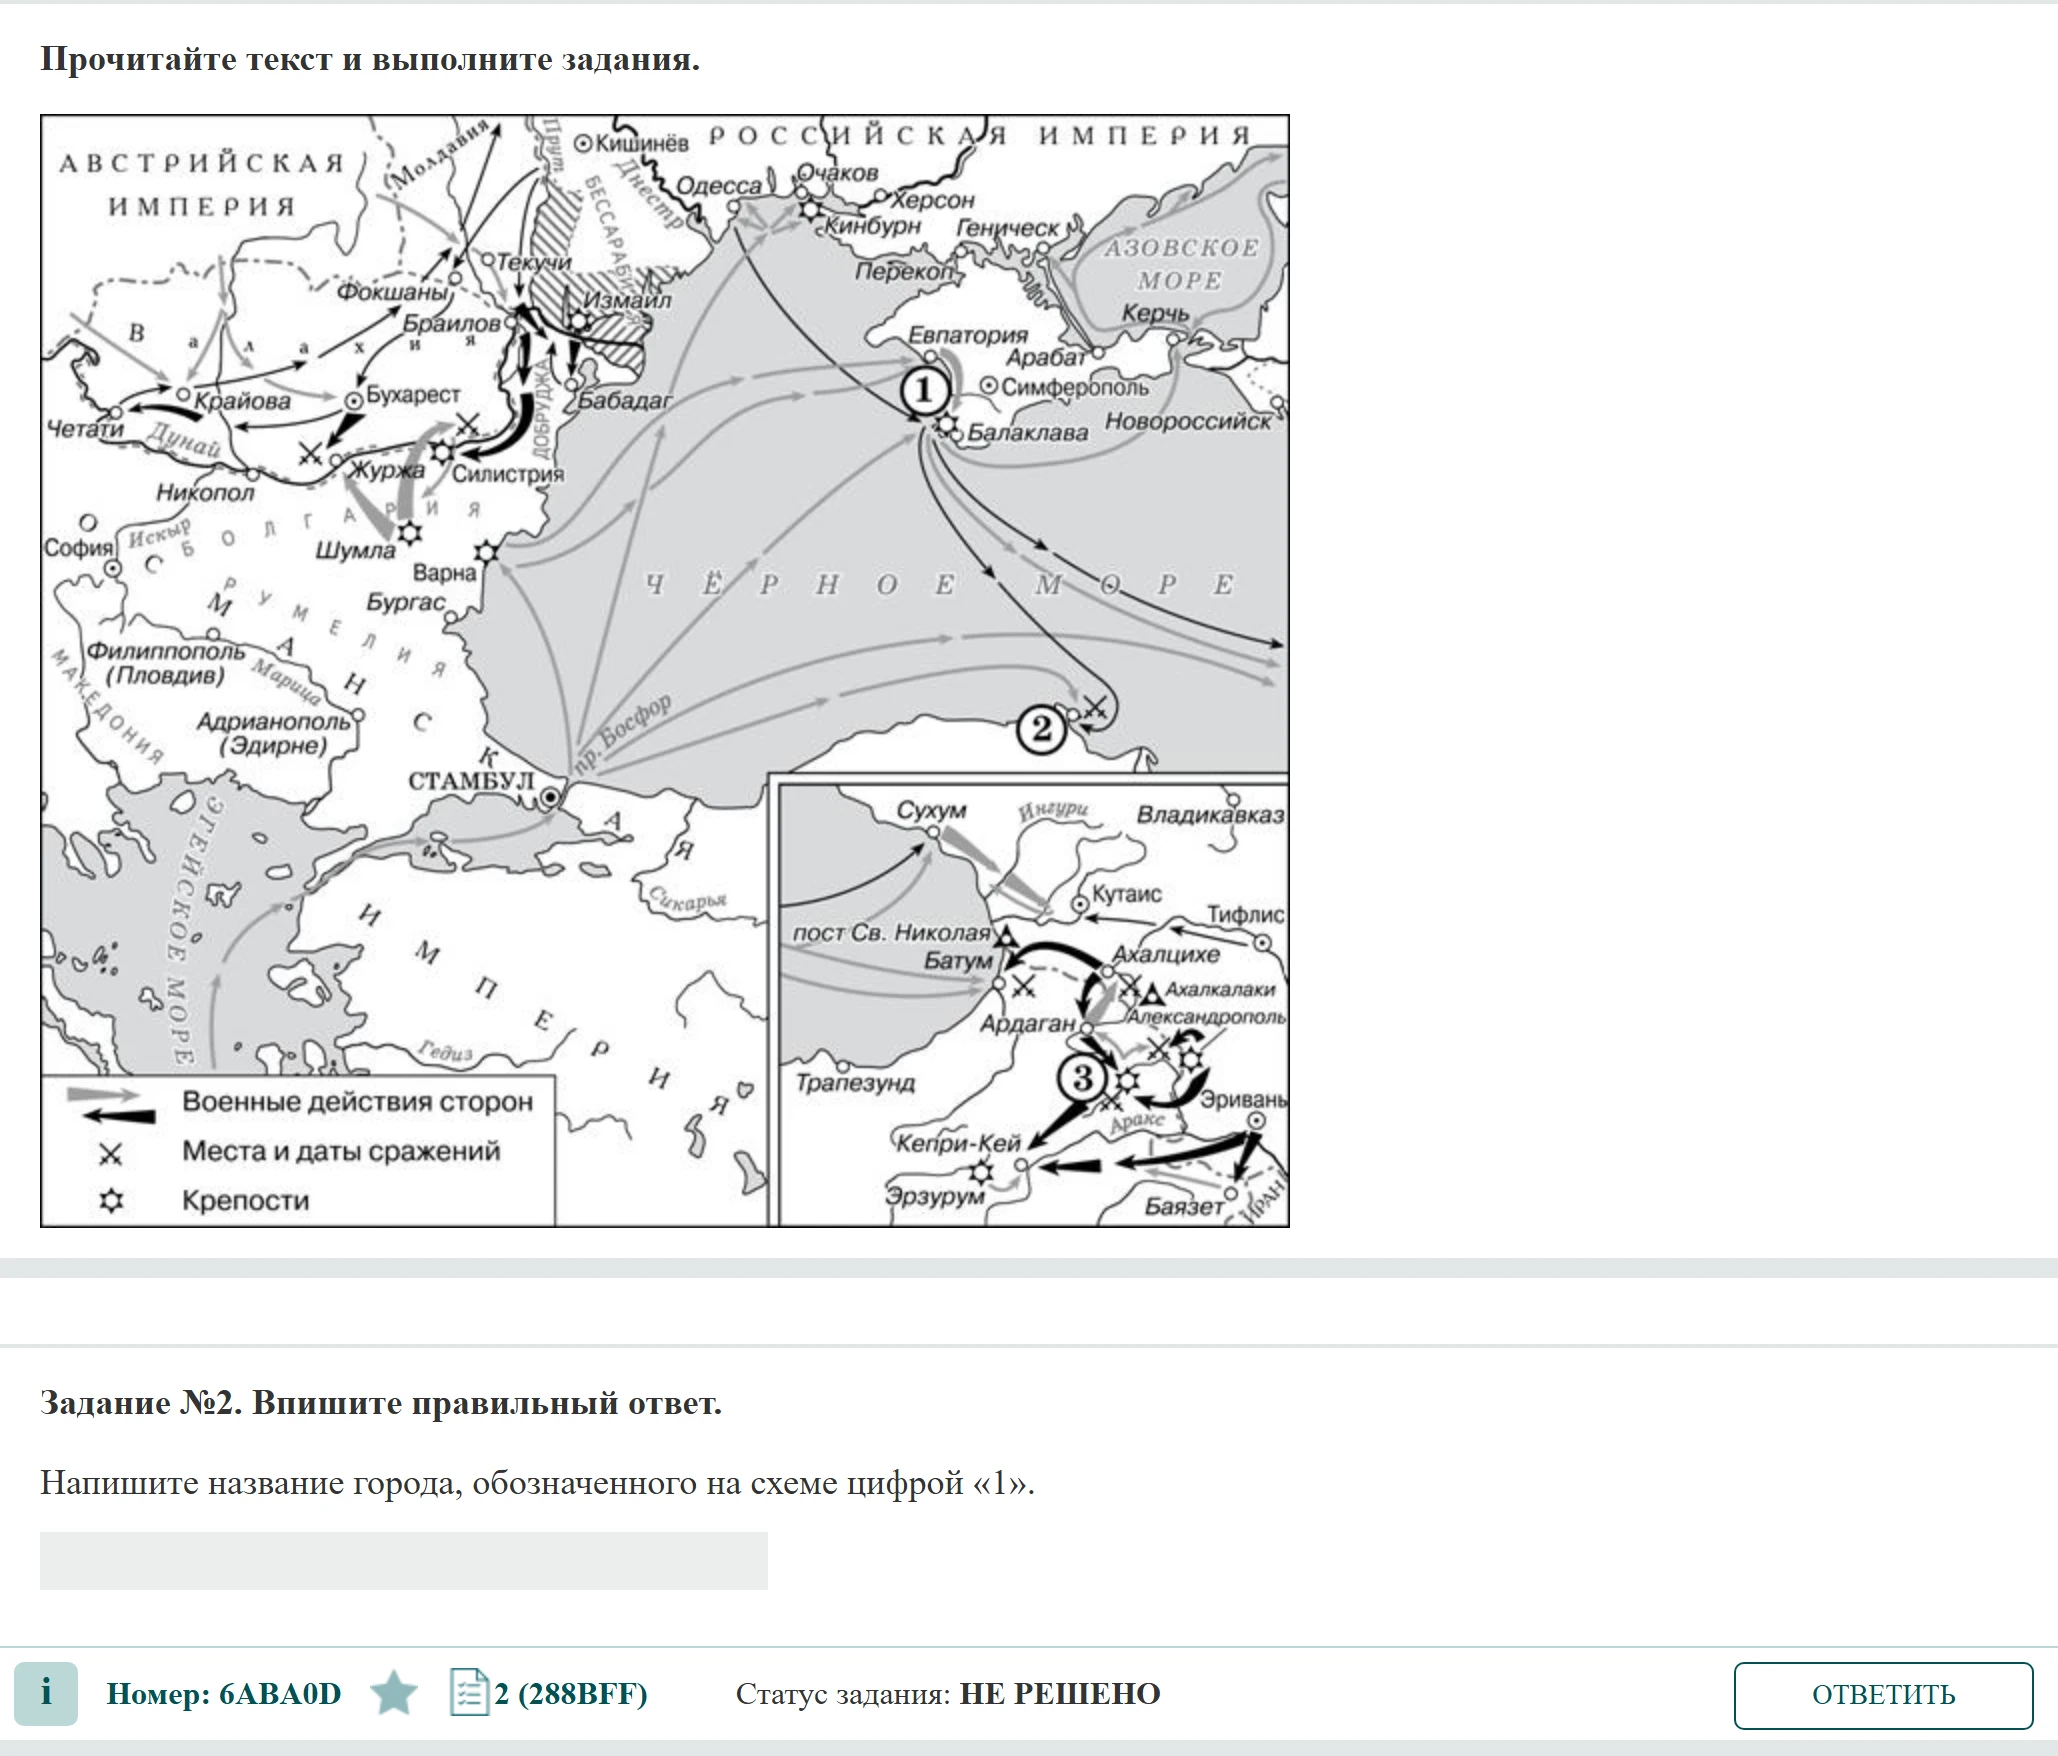 Прочитайте текст и выполните задания.
АВСТРИЙСКАЯ
ИМПЕРИЯ
Молдавия
Прут
Кишинёв
РОССИЙСКАЯ ИМПЕРИЯ
Днестр
БЕССАРАБИЯ
Одесса
Очаков
Херсон
Кинбурн
Геническ
АЗОВСКОЕ
МОРЕ
Перекоп
Текучи
Фокшаны
Измаил
Браилов
Керчь
Валахия
Евпатория
Арабат
1
Симферополь
Крайова
Бухарест
ДОБРУДЖА
Бабадаг
Новороссийск
Четати
Дунай
Балаклава
Журжа
Силистрия
Никопол
БОЛГАРИЯ
Искыр
София
Шумла
Варна
ЧЁРНОЕ МОРЕ
Бургас
РУМЕЛИЯ
ОСМАНСКАЯ
ИМПЕРИЯ
Филиппополь
(Пловдив)
МАКЕДОНИЯ
Марица
Адрианополь
(Эдирне)
пр. Босфор
2
СТАМБУЛ
ЭГЕЙСКОЕ МОРЕ
Сикарья
Гедиз
Сухум
Ингури
Владикавказ
Кутаис
Тифлис
пост Св. Николая
Батум
Ахалцихе
Ахалкалаки
Ардаган
Александрополь
3
Трапезунд
Эривань
Аракс
Кепри-Кей
Эрзурум
Баязет
ИРАН
Военные действия сторон
Места и даты сражений
Крепости
Задание №2. Впишите правильный ответ.
Напишите название города, обозначенного на схеме цифрой «1».
i
Номер: 6ABA0D
2 (288BFF)
Статус задания: НЕ РЕШЕНО
ОТВЕТИТЬ